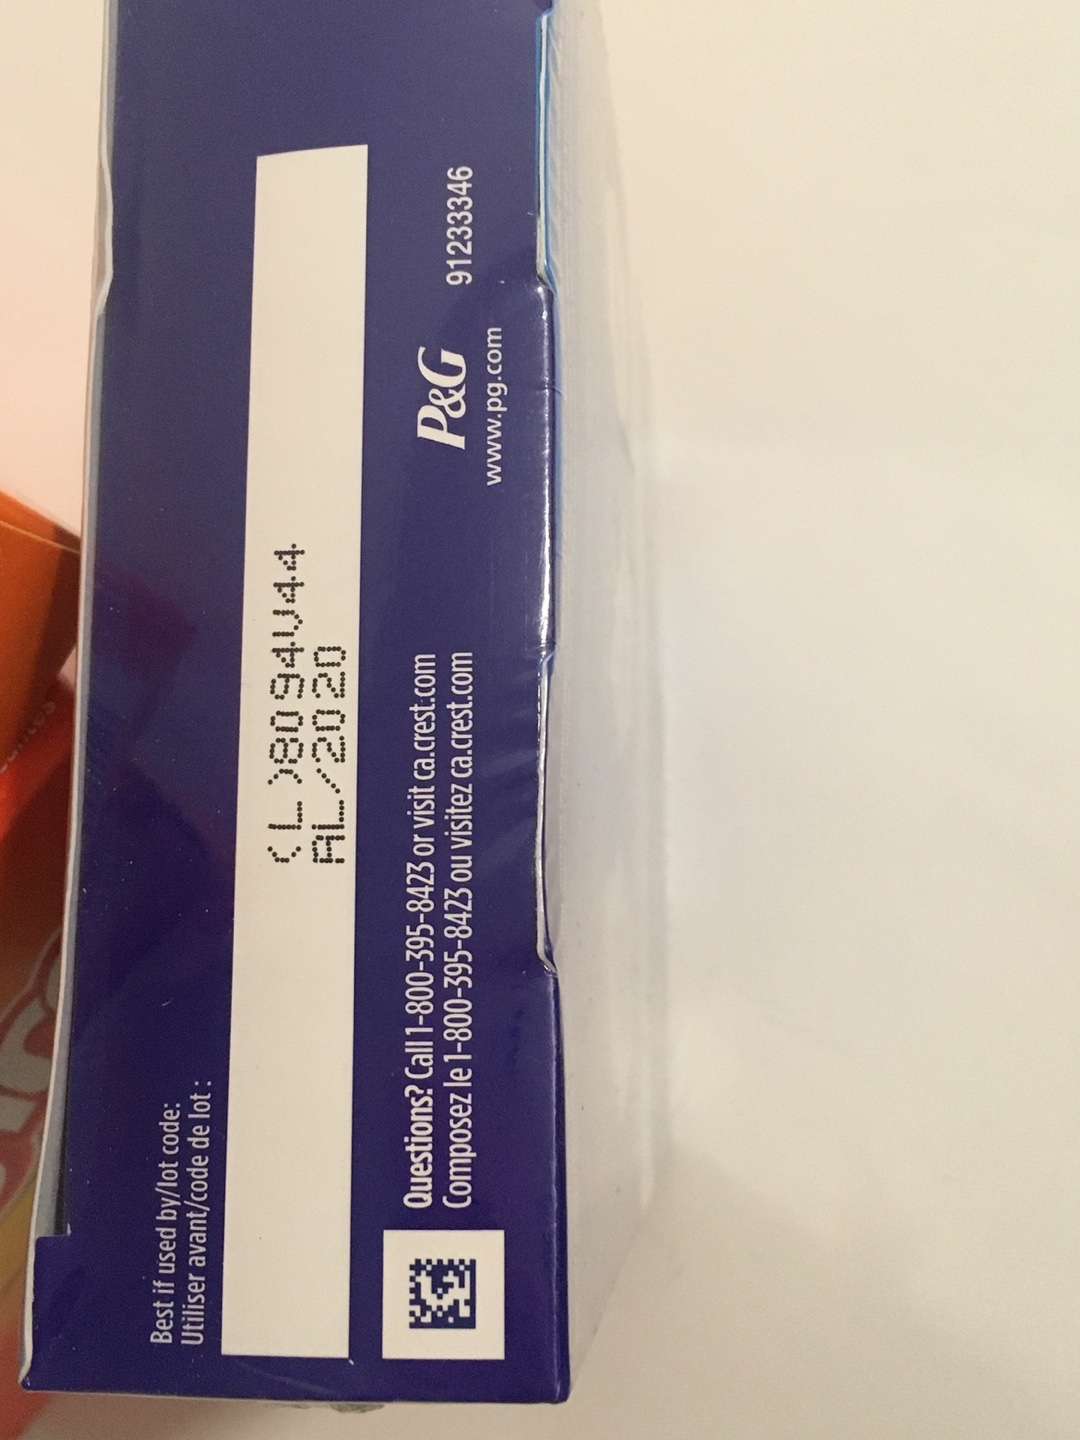 Best if used by/lot code:
Utiliser avant/code de lot :
(L)8094U44
AL/2020
Questions? Call 1-800-395-8423 or visit ca.crest.com
Composez le 1-800-395-8423 ou visitez ca.crest.com
P&G
www.pg.com
91233346